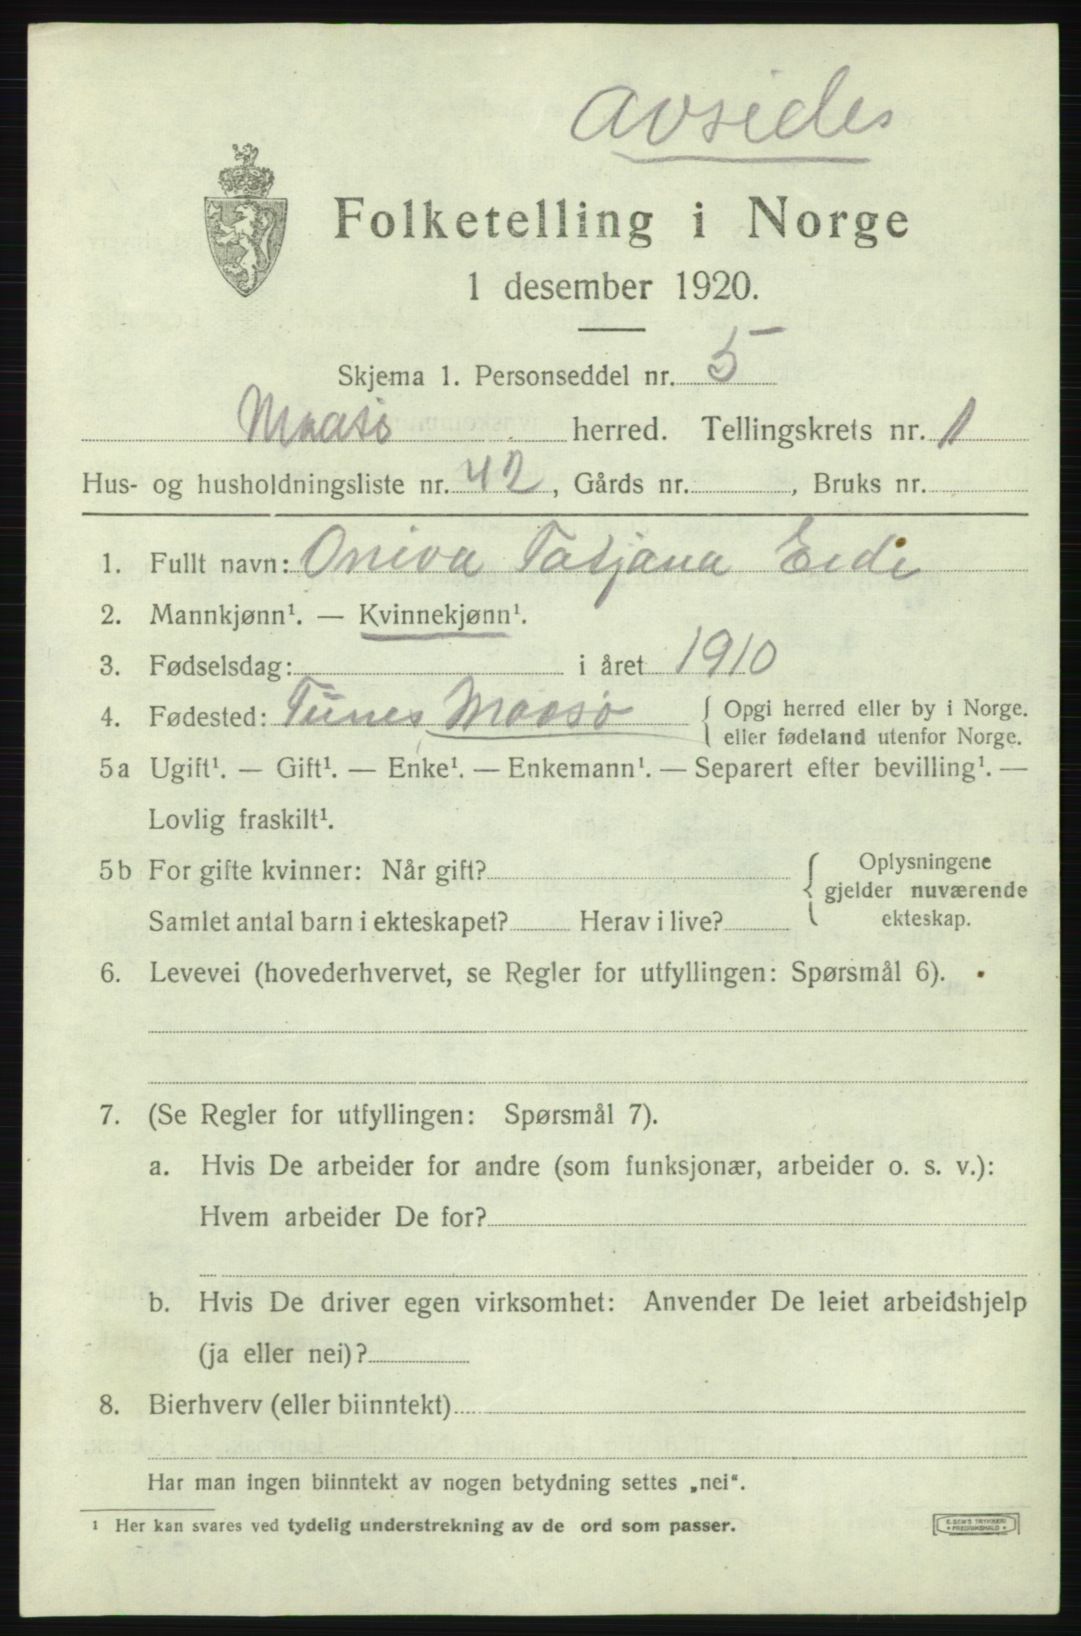 avsides
Folketelling i Norge
1 desember 1920.
Skjema 1. Personseddel nr. 5
Maasø herred. Tellingskrets nr. 1
Hus- og husholdningsliste nr. 42, Gårds nr. , Bruks nr.
1. Fullt navn: Oniva Tatjana Eide
2. Mannkjønn¹. — Kvinnekjønn¹.
3. Fødselsdag: i året 1910
4. Fødested: Tunes Maasø { Opgi herred eller by i Norge.
eller fødeland utenfor Norge.
5a Ugift¹. — Gift¹. — Enke¹. — Enkemann¹. — Separert efter bevilling¹. —
Lovlig fraskilt¹.
5b For gifte kvinner: Når gift? { Oplysningene
gjelder nuværende
Samlet antal barn i ekteskapet? Herav i live? ekteskap.
6. Levevei (hovederhvervet, se Regler for utfyllingen: Spørsmål 6).
7. (Se Regler for utfyllingen: Spørsmål 7).
a. Hvis De arbeider for andre (som funksjonær, arbeider o. s. v.):
Hvem arbeider De for?
b. Hvis De driver egen virksomhet: Anvender De leiet arbeidshjelp
(ja eller nei)?
8. Bierhverv (eller biinntekt)
Har man ingen biinntekt av nogen betydning settes „nei“.
¹ Her kan svares ved tydelig understrekning av de ord som passer.
E. SEM'S TRYKKERI
• FREDRIKSHALD •